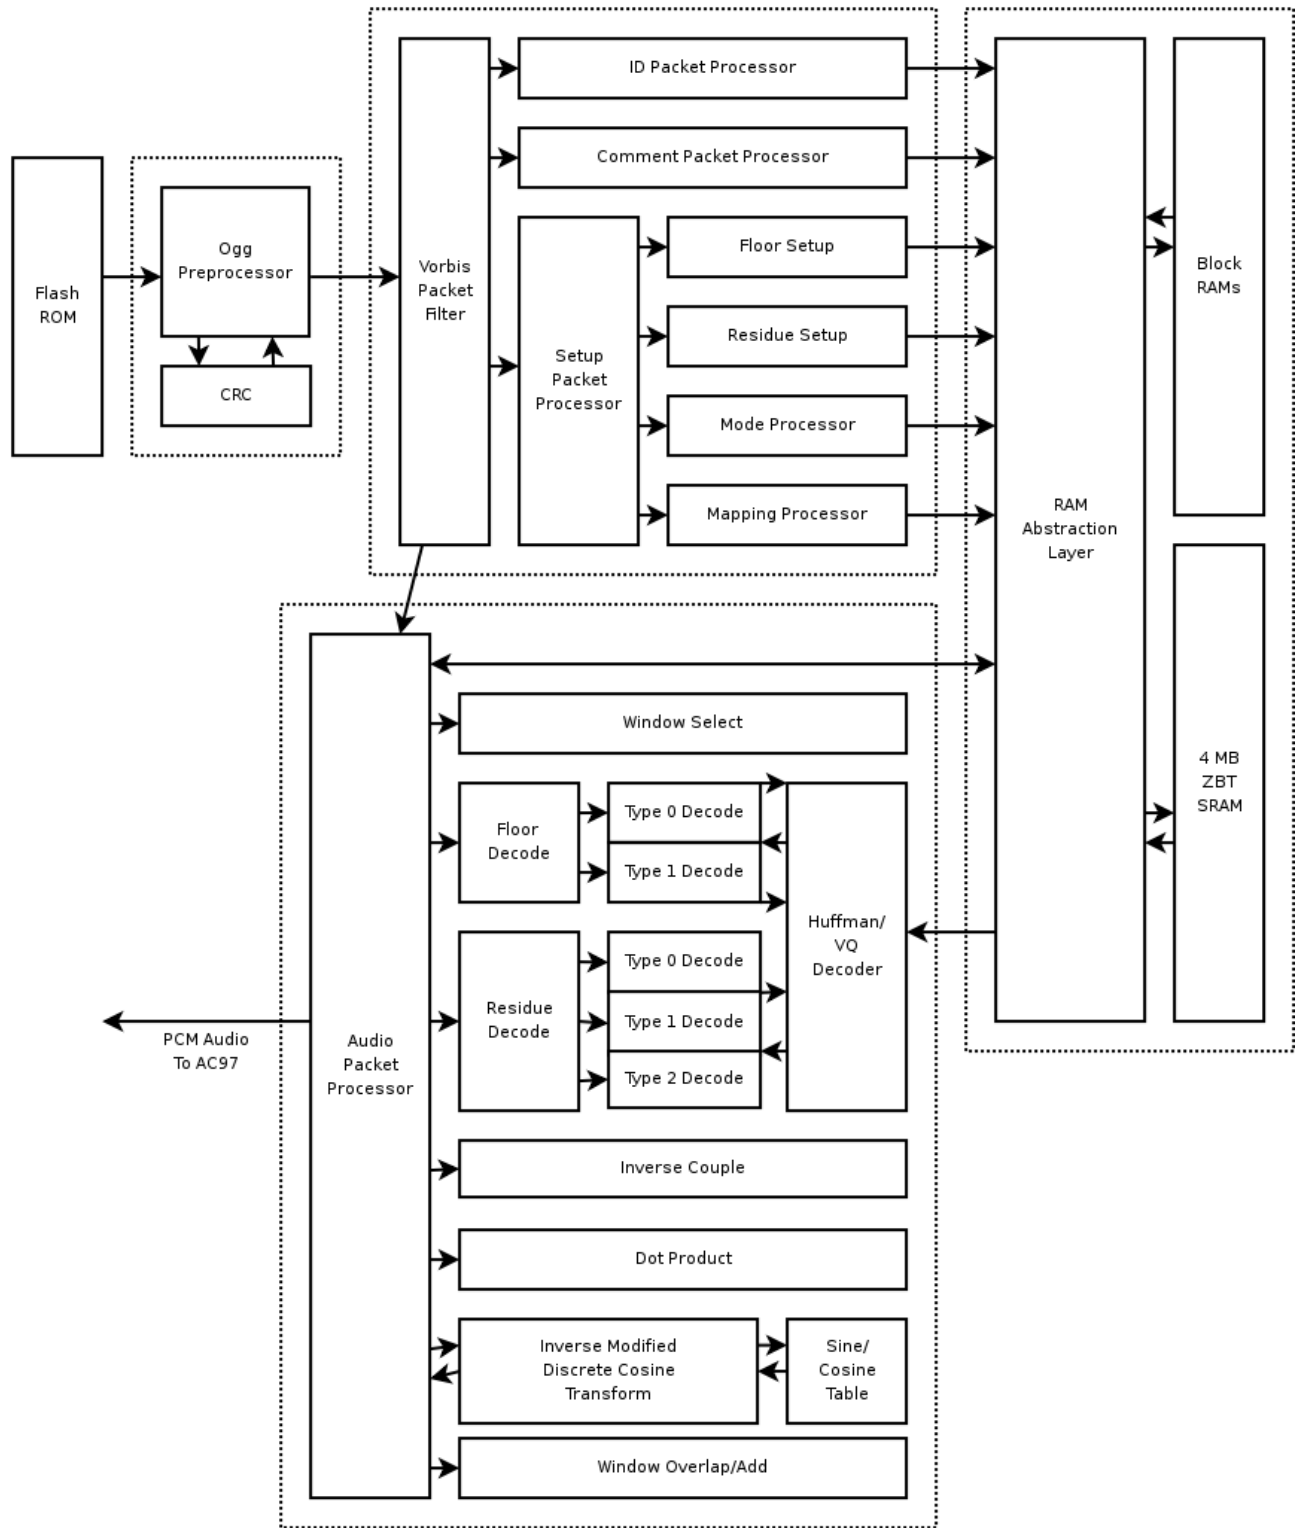 ID Packet Processor
Comment Packet Processor
Flash
ROM
Ogg
Preprocessor
CRC
Vorbis
Packet
Filter
Setup
Packet
Processor
Floor Setup
Residue Setup
Mode Processor
Mapping Processor
RAM
Abstraction
Layer
Block
RAMs
4 MB
ZBT
SRAM
Window Select
Floor
Decode
Type 0 Decode
Type 1 Decode
Huffman/
VQ
Decoder
Residue
Decode
Type 0 Decode
Type 1 Decode
Type 2 Decode
PCM Audio
To AC97
Audio
Packet
Processor
Inverse Couple
Dot Product
Inverse Modified
Discrete Cosine
Transform
Sine/
Cosine
Table
Window Overlap/Add